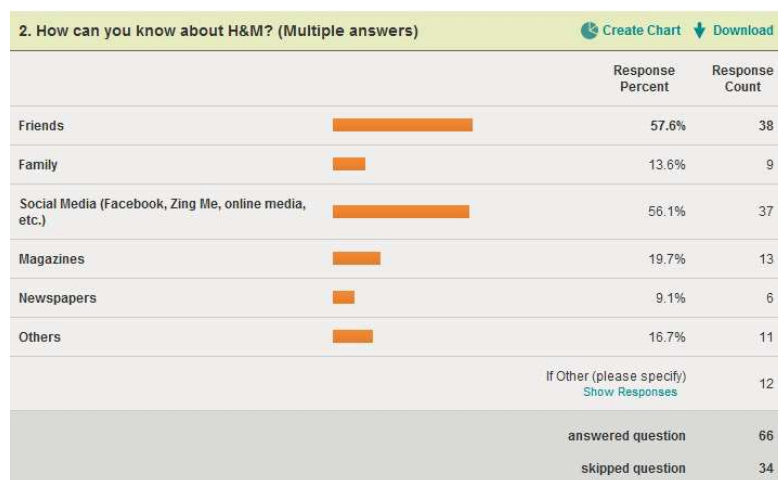 2. How can you know about H&M? (Multiple answers) Create Chart Download
Response Percent Response Count
Friends 57.6% 38
Family 13.6% 9
Social Media (Facebook, Zing Me, online media, etc.) 56.1% 37
Magazines 19.7% 13
Newspapers 9.1% 6
Others 16.7% 11
If Other (please specify) 12
Show Responses
answered question 66
skipped question 34